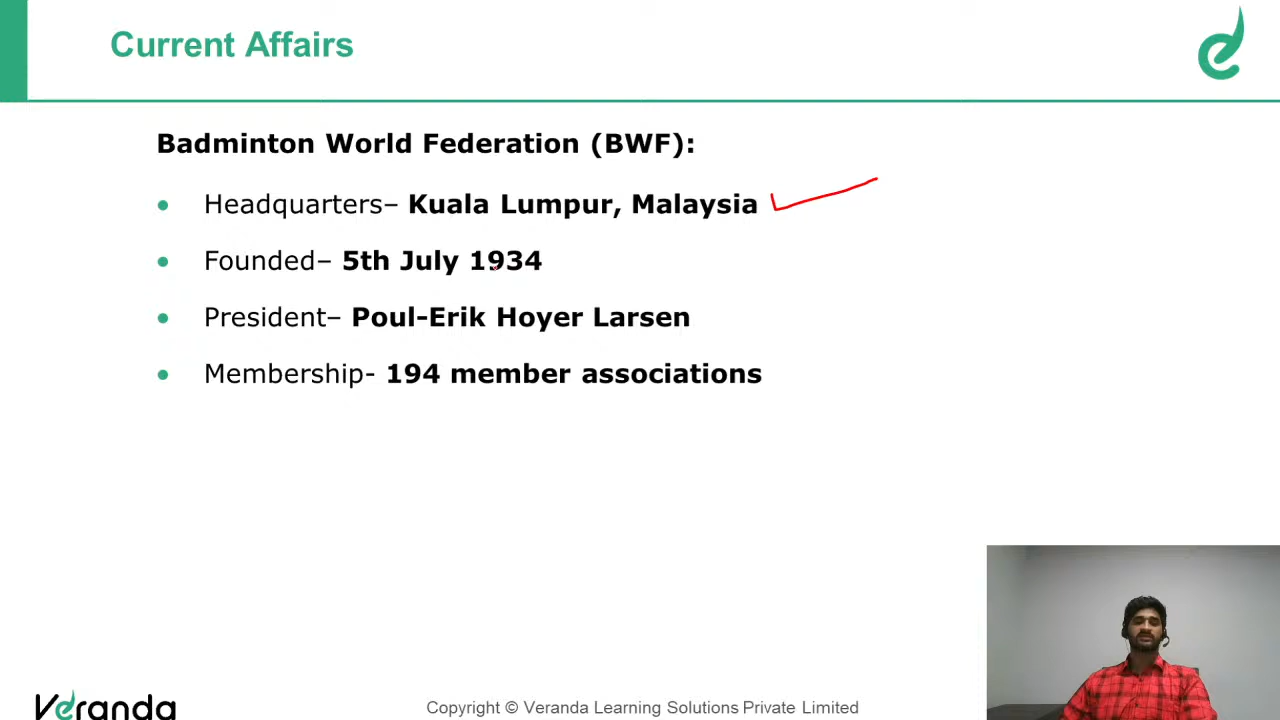 Current Affairs
Badminton World Federation (BWF):
• Headquarters– Kuala Lumpur, Malaysia
• Founded– 5th July 1934
• President– Poul-Erik Hoyer Larsen
• Membership- 194 member associations
Veranda
Copyright © Veranda Learning Solutions Private Limited